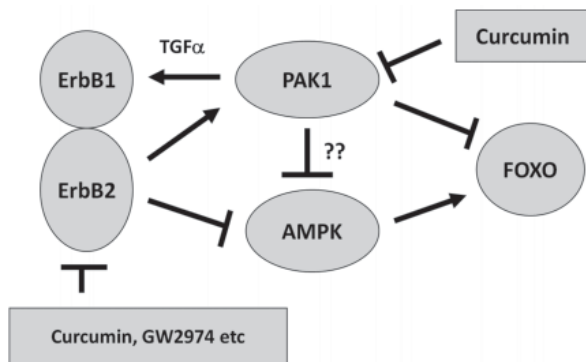 TGFα
Curcumin
ErbB1
PAK1
??
FOXO
ErbB2
AMPK
Curcumin, GW2974 etc